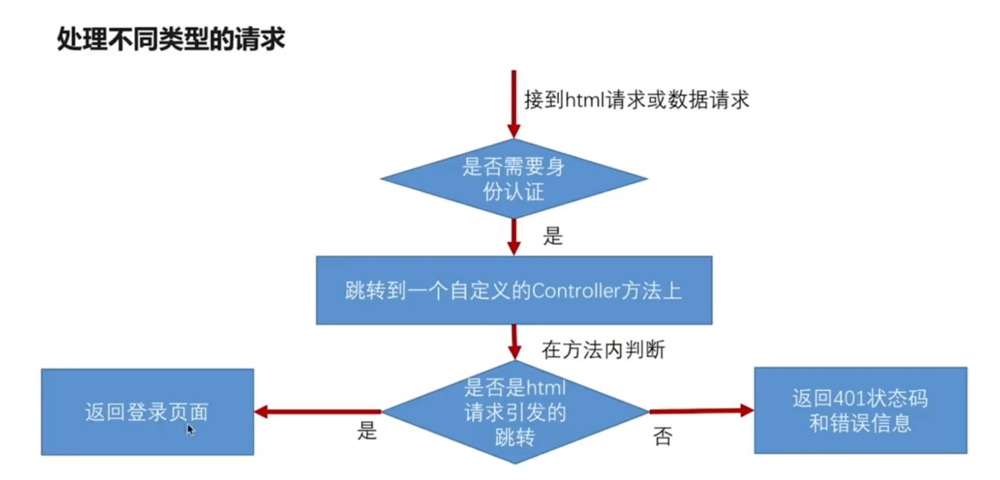 处理不同类型的请求
接到html请求或数据请求
是否需要身
份认证
是
跳转到一个自定义的Controller方法上
在方法内判断
是否是html
请求引发的
跳转
返回登录页面
是
否
返回401状态码
和错误信息